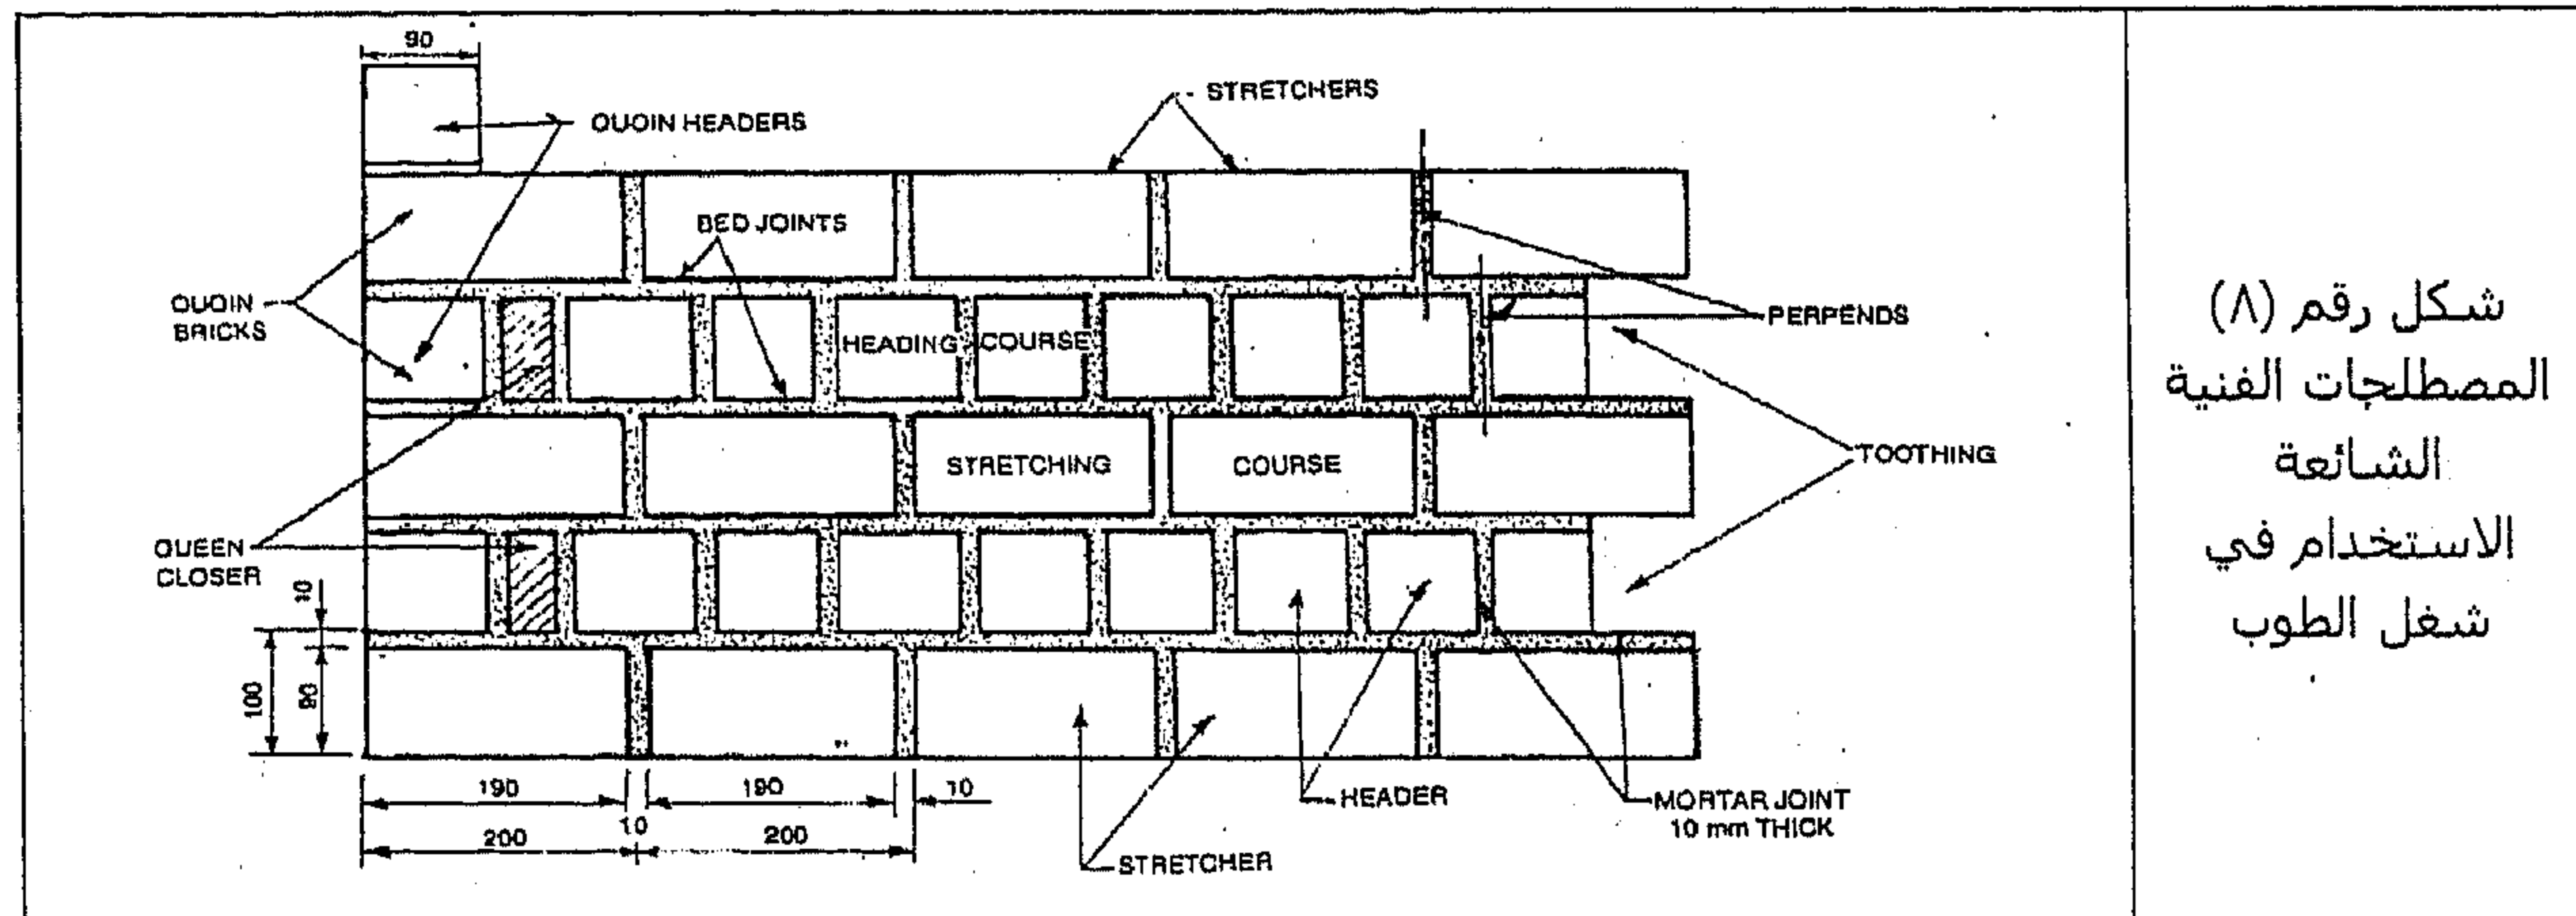 90
QUOIN HEADERS
STRETCHERS
BED JOINTS
QUOIN
BRICKS
HEADING COURSE
PERPENDS
STRETCHING COURSE
TOOTHING
QUEEN
CLOSER
10
100
90
190
10
190
10
200
200
HEADER
STRETCHER
MORTAR JOINT
10 mm THICK
شكل رقم (٨)
المصطلجات الفنية
الشائعة
الاستخدام في
شغل الطوب